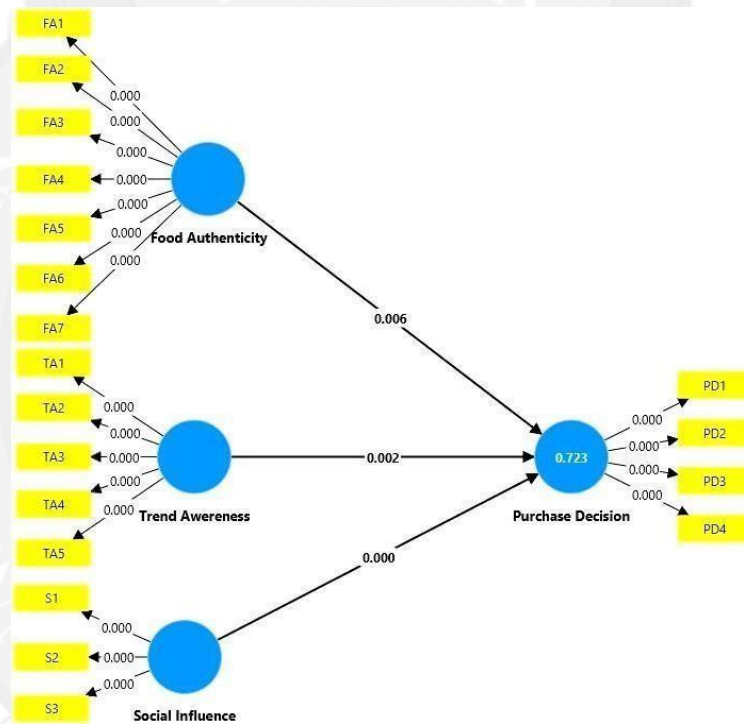 FA1
FA2
FA3
FA4
FA5
FA6
FA7
0.000
0.000
0.000
0.000
0.000
0.000
0.000
Food Authenticity
0.006
TA1
TA2
TA3
TA4
TA5
0.000
0.000
0.000
0.000
0.000
Trend Awereness
0.002
S1
S2
S3
0.000
0.000
0.000
Social Influence
0.000
0.723
Purchase Decision
0.000
0.000
0.000
0.000
PD1
PD2
PD3
PD4